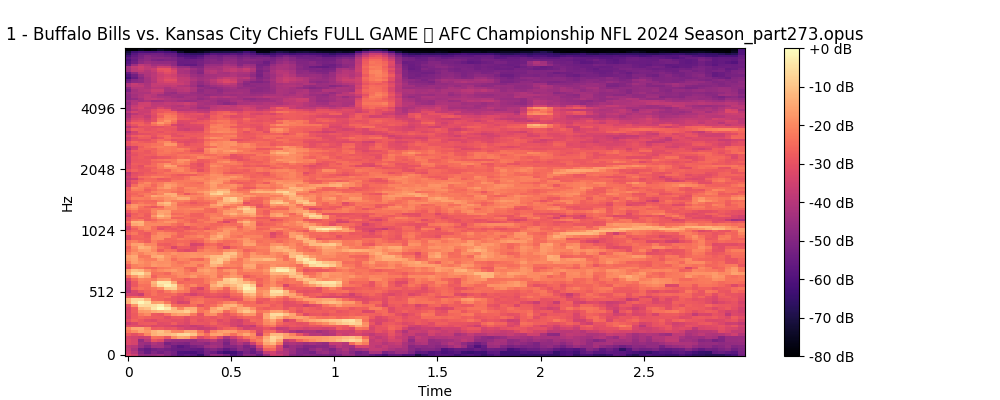 1 - Buffalo Bills vs. Kansas City Chiefs FULL GAME ▯ AFC Championship NFL 2024 Season_part273.opus
+0 dB
4096
-10 dB
-20 dB
2048
-30 dB
Hz
-40 dB
1024
-50 dB
512
-60 dB
-70 dB
0
-80 dB
0 0.5 1 1.5 2 2.5
Time